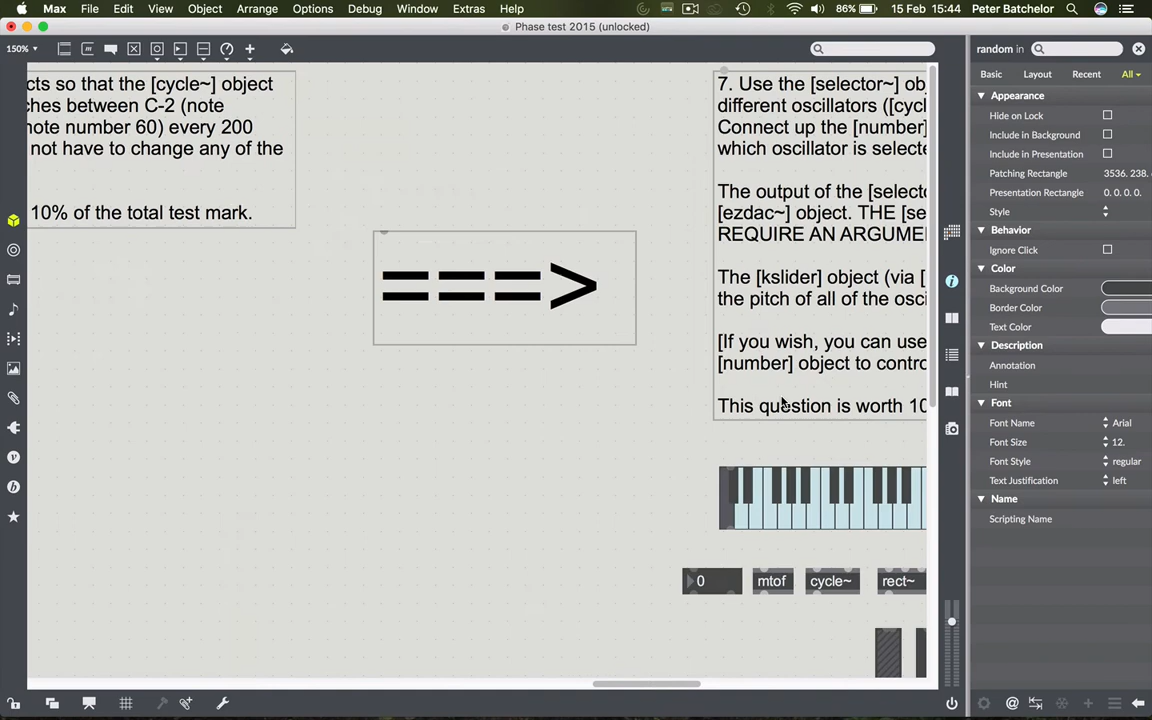 Max File Edit View Object Arrange Options Debug Window Extras Help 86% 15 Feb 15:44 Peter Batchelor
Phase test 2015 (unlocked)
150%
random in
Basic Layout Recent All
cts so that the [cycle~] object
ches between C-2 (note
note number 60) every 200
not have to change any of the
10% of the total test mark.
===>
7. Use the [selector~] ob
different oscillators ([cycl
Connect up the [number]
which oscillator is selecte
The output of the [selecto
[ezdac~] object. THE [se
REQUIRE AN ARGUME
The [kslider] object (via [
the pitch of all of the osci
[If you wish, you can use
[number] object to contro
This question is worth 10
0 mtof cycle~ rect~
Appearance
Hide on Lock
Include in Background
Include in Presentation
Patching Rectangle 3536. 238.
Presentation Rectangle 0. 0. 0. 0.
Style
Behavior
Ignore Click
Color
Background Color
Border Color
Text Color
Description
Annotation
Hint
Font
Font Name Arial
Font Size 12.
Font Style regular
Text Justification left
Name
Scripting Name